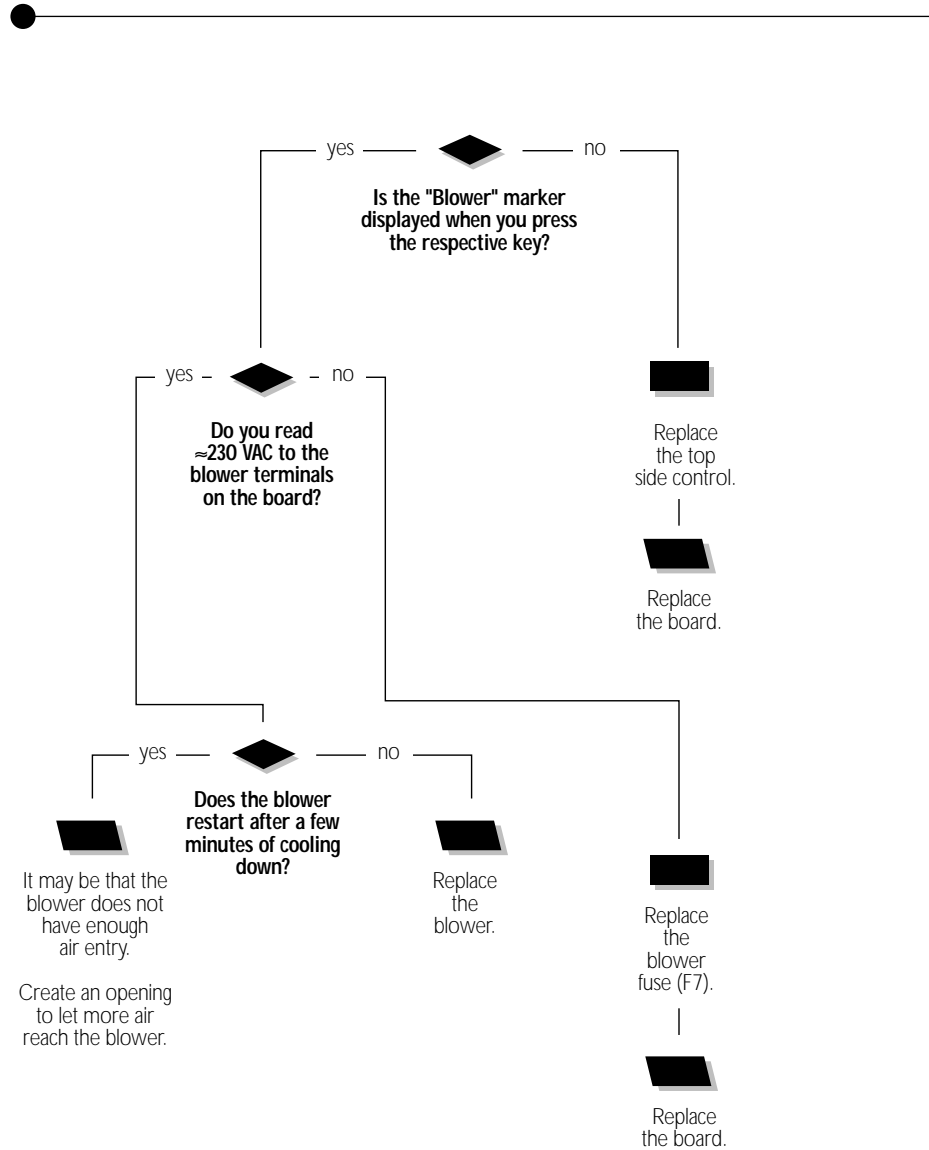 yes
no
Is the "Blower" marker
displayed when you press
the respective key?
yes
no
Do you read
≈230 VAC to the
blower terminals
on the board?
Replace
the top
side control.
Replace
the board.
yes
no
Does the blower
restart after a few
minutes of cooling
down?
It may be that the
blower does not
have enough
air entry.
Create an opening
to let more air
reach the blower.
Replace
the
blower.
Replace
the
blower
fuse (F7).
Replace
the board.